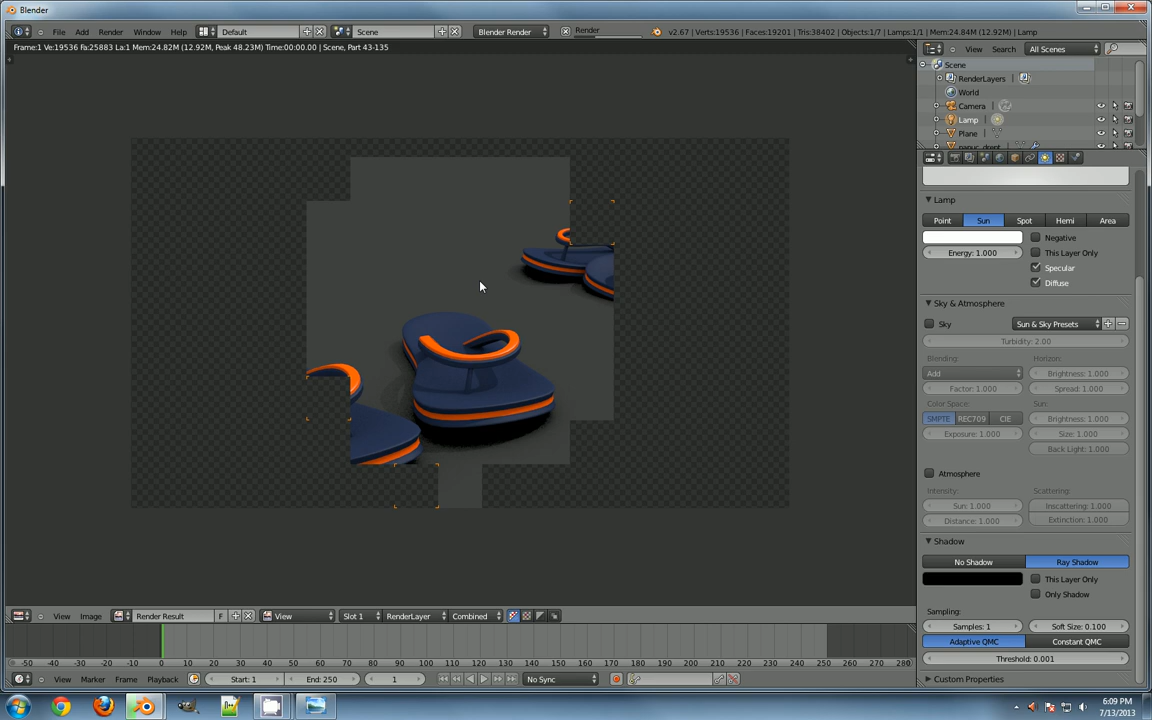 Blender
File Add Render Window Help Default Scene Blender Render Render v2.67 | Verts:19536 | Faces:19201 | Tris:38402 | Objects:1/7 | Lamps:1/1 | Mem:24.84M (12.92M) | Lamp
Frame:1 Ve:19536 Fa:25883 La:1 Mem:24.82M (12.92M, Peak 48.23M) Time:00:00.00 | Scene, Part 43-135
View Search All Scenes
Scene
RenderLayers
World
Camera
Lamp
Plane
Lamp
Point Sun Spot Hemi Area
Negative
Energy: 1.000 This Layer Only
Specular
Diffuse
Sky & Atmosphere
Sky Sun & Sky Presets
Turbidity: 2.00
Blending: Horizon:
Add Brightness: 1.000
Factor: 1.000 Spread: 1.000
Color Space: Sun:
SMPTE REC709 CIE Brightness: 1.000
Exposure: 1.000 Size: 1.000
Back Light: 1.000
Atmosphere
Intensity: Scattering:
Sun: 1.000 Inscattering: 1.000
Distance: 1.000 Extinction: 1.000
Shadow
No Shadow Ray Shadow
This Layer Only
Only Shadow
Sampling:
Samples: 1 Soft Size: 0.100
Adaptive QMC Constant QMC
Threshold: 0.001
Custom Properties
View Image Render Result F View Slot 1 RenderLayer Combined
-50 -40 -30 -20 -10 0 10 20 30 40 50 60 70 80 90 100 110 120 130 140 150 160 170 180 190 200 210 220 230 240 250 260 270 280
View Marker Frame Playback Start: 1 End: 250 1 No Sync
6:09 PM
7/13/2013